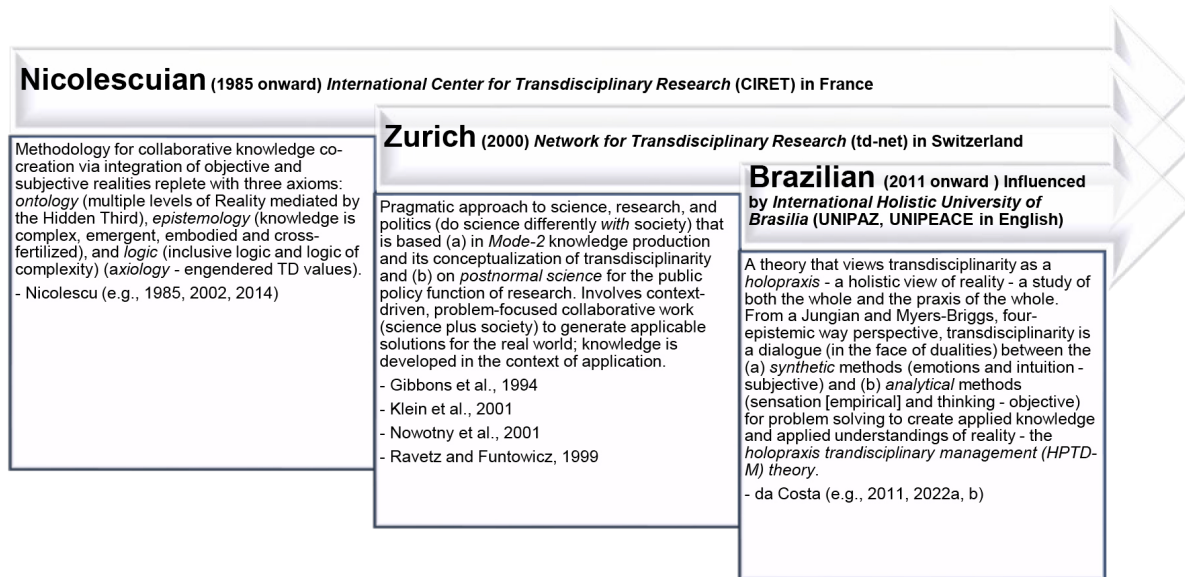 Nicolescuian (1985 onward) International Center for Transdisciplinary Research (CIRET) in France
Methodology for collaborative knowledge co-
creation via integration of objective and
subjective realities replete with three axioms:
ontology (multiple levels of Reality mediated by
the Hidden Third), epistemology (knowledge is
complex, emergent, embodied and cross-
fertilized), and logic (inclusive logic and logic of
complexity) (axiology - engendered TD values).
- Nicolescu (e.g., 1985, 2002, 2014)
Zurich (2000) Network for Transdisciplinary Research (td-net) in Switzerland
Pragmatic approach to science, research, and
politics (do science differently with society) that
is based (a) in Mode-2 knowledge production
and its conceptualization of transdisciplinarity
and (b) on postnormal science for the public
policy function of research. Involves context-
driven, problem-focused collaborative work
(science plus society) to generate applicable
solutions for the real world; knowledge is
developed in the context of application.
- Gibbons et al., 1994
- Klein et al., 2001
- Nowotny et al., 2001
- Ravetz and Funtowicz, 1999
Brazilian (2011 onward ) Influenced
by International Holistic University of
Brasilia (UNIPAZ, UNIPEACE in English)
A theory that views transdisciplinarity as a
holopraxis - a holistic view of reality - a study of
both the whole and the praxis of the whole.
From a Jungian and Myers-Briggs, four-
epistemic way perspective, transdisciplinarity is
a dialogue (in the face of dualities) between the
(a) synthetic methods (emotions and intuition -
subjective) and (b) analytical methods
(sensation [empirical] and thinking - objective)
for problem solving to create applied knowledge
and applied understandings of reality - the
holopraxis trandisciplinary management (HPTD-
M) theory.
- da Costa (e.g., 2011, 2022a, b)